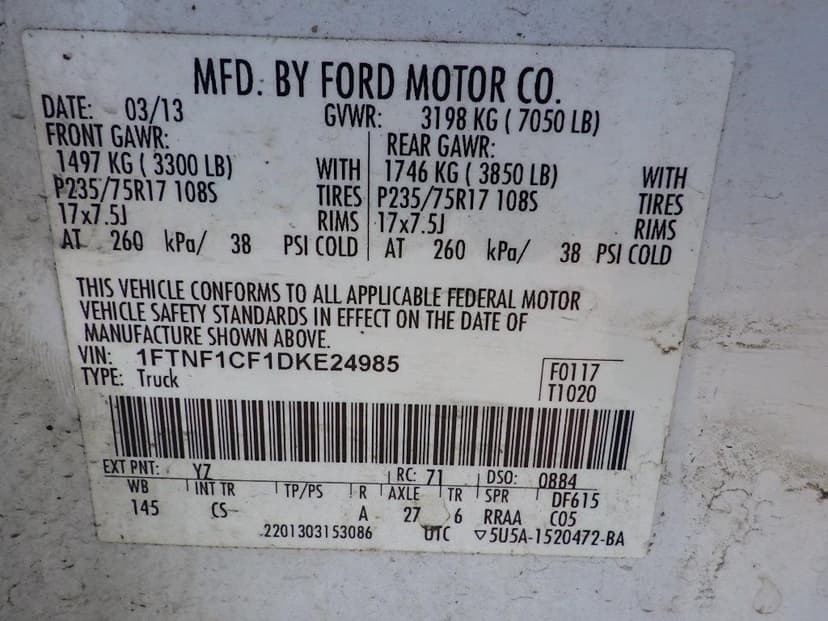 MFD. BY FORD MOTOR CO.
DATE: 03/13 GVWR: 3198 KG ( 7050 LB)
FRONT GAWR: REAR GAWR:
1497 KG ( 3300 LB) WITH 1746 KG ( 3850 LB) WITH
P235/75R17 108S TIRES P235/75R17 108S TIRES
17x7.5J RIMS 17x7.5J RIMS
AT 260 kPa/ 38 PSI COLD AT 260 kPa/ 38 PSI COLD
THIS VEHICLE CONFORMS TO ALL APPLICABLE FEDERAL MOTOR
VEHICLE SAFETY STANDARDS IN EFFECT ON THE DATE OF
MANUFACTURE SHOWN ABOVE.
VIN: 1FTNF1CF1DKE24985 F0117
TYPE: Truck T1020
EXT PNT: YZ RC: 71 DSO: 0884
WB INT TR TP/PS R AXLE TR SPR DF615
145 CS A 27 6 RRAA C05
2201303153086 UTC ▽5U5A-1520472-BA